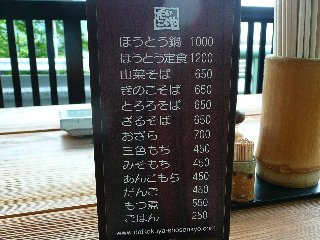 ほうとう鍋 1000
ほうとう定食 1200
山菜そば 650
きのこそば 650
とろろそば 650
ざるそば 650
おざら 700
三色もち 450
みそもち 450
あんころもち 450
だんご 450
もつ煮 550
ごはん 250